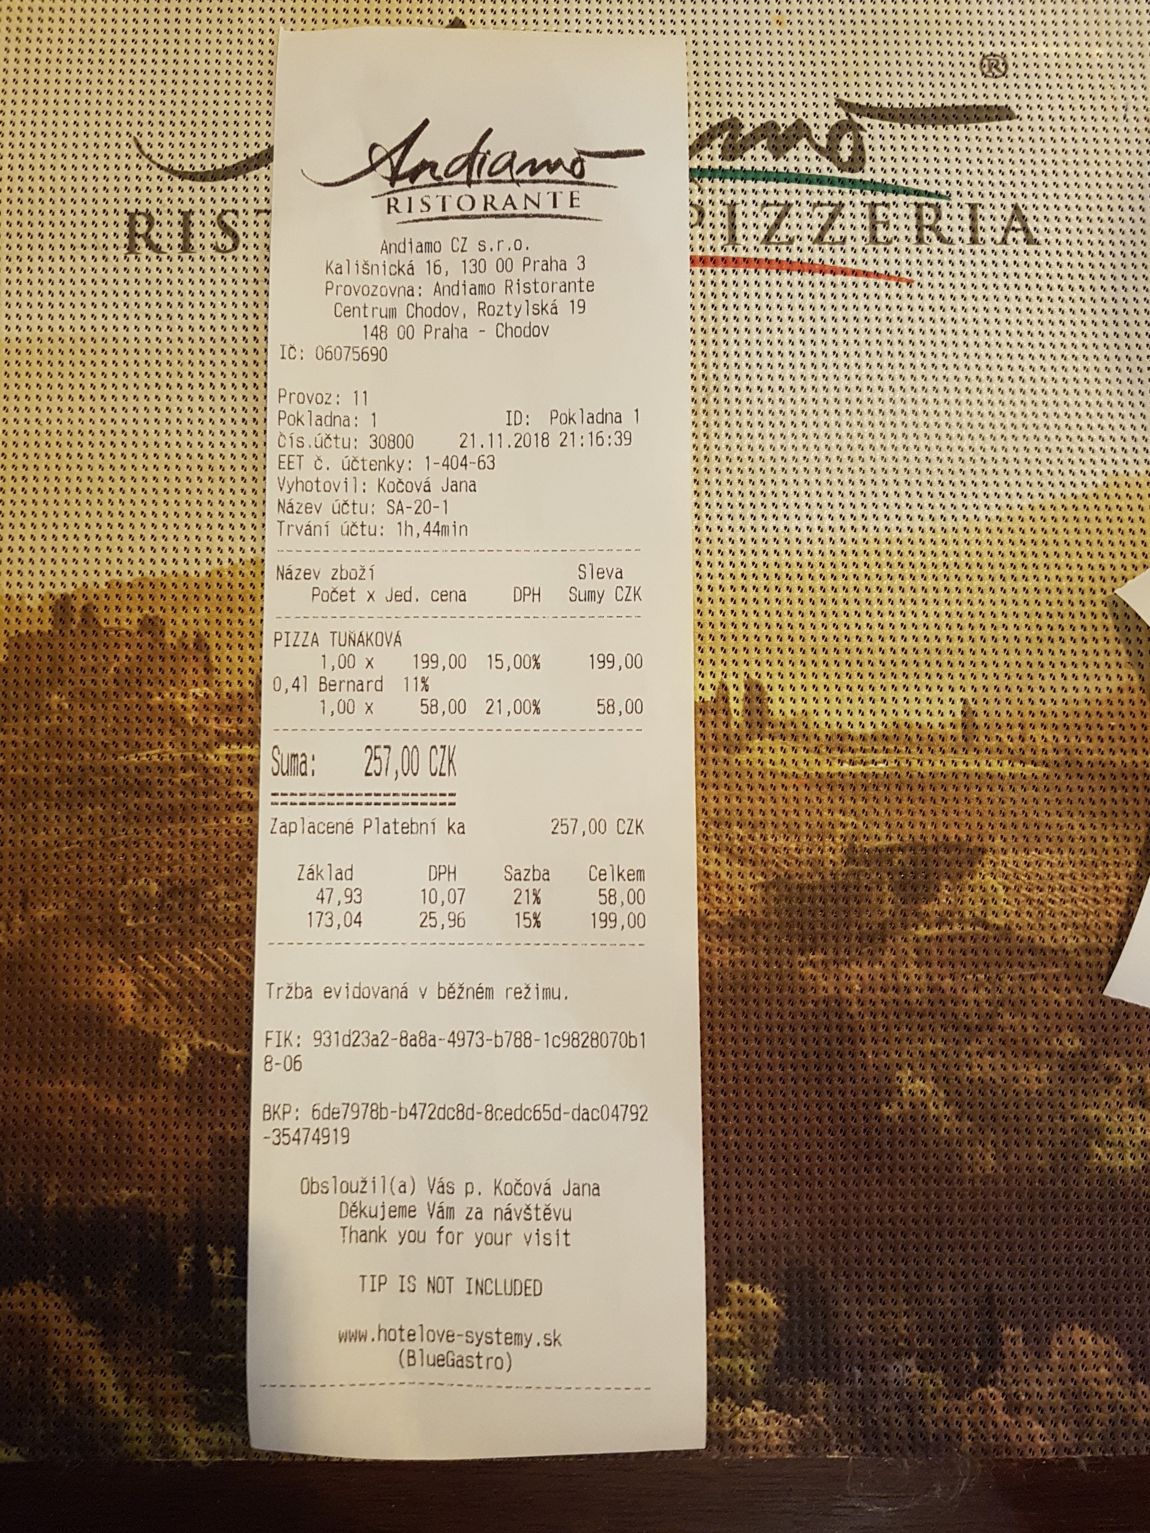 ®
Andiamo
RISTORANTE
PIZZERIA
Andiamo CZ s.r.o.
Kališnická 16, 130 00 Praha 3
Provozovna: Andiamo Ristorante
Centrum Chodov, Roztylská 19
148 00 Praha - Chodov
IČ: 06075690
Provoz: 11
Pokladna: 1 ID: Pokladna 1
čís.účtu: 30800 21.11.2018 21:16:39
EET č. účtenky: 1-404-63
Vyhotovil: Kočová Jana
Název účtu: SA-20-1
Trvání účtu: 1h,44min
Název zboží Sleva
Počet x Jed. cena DPH Sumy CZK
PIZZA TUŇAKOVÁ
1,00 x 199,00 15,00% 199,00
0,4l Bernard 11%
1,00 x 58,00 21,00% 58,00
Suma: 257,00 CZK
====================
Zaplacené Platební ka 257,00 CZK
Základ DPH Sazba Celkem
47,93 10,07 21% 58,00
173,04 25,96 15% 199,00
Tržba evidovaná v běžném režimu.
FIK: 931d23a2-8a8a-4973-b788-1c9828070b1
8-06
BKP: 6de7978b-b472dc8d-8cedc65d-dac04792
-35474919
Obsloužil(a) Vás p. Kočová Jana
Děkujeme Vám za návštěvu
Thank you for your visit
TIP IS NOT INCLUDED
www.hotelove-systemy.sk
(BlueGastro)